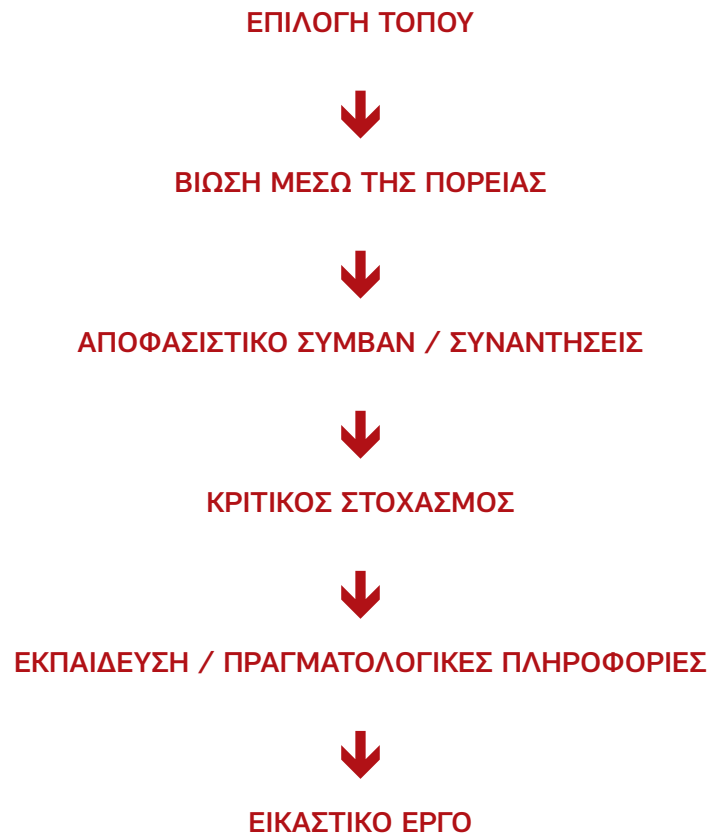 ΕΠΙΛΟΓΗ ΤΟΠΟΥ
ΒΙΩΣΗ ΜΕΣΩ ΤΗΣ ΠΟΡΕΙΑΣ
ΑΠΟΦΑΣΙΣΤΙΚΟ ΣΥΜΒΑΝ / ΣΥΝΑΝΤΗΣΕΙΣ
ΚΡΙΤΙΚΟΣ ΣΤΟΧΑΣΜΟΣ
ΕΚΠΑΙΔΕΥΣΗ / ΠΡΑΓΜΑΤΟΛΟΓΙΚΕΣ ΠΛΗΡΟΦΟΡΙΕΣ
ΕΙΚΑΣΤΙΚΟ ΕΡΓΟ